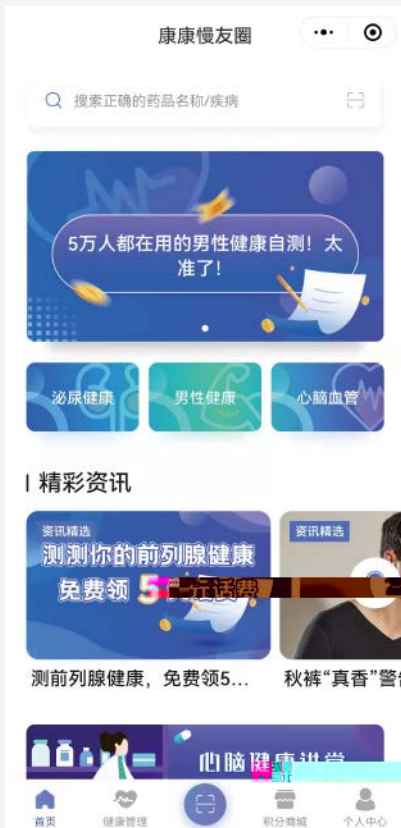 康康慢友圈
搜索正确的药品名称/疾病
5万人都在用的男性健康自测！太
准了！
泌尿健康
男性健康
心脑血管
精彩资讯
资讯精选
测测你的前列腺健康
免费领 5元话费
资讯精选
测前列腺健康，免费领5...
秋裤“真香”警告
心脑健康讲堂
首页
健康管理
积分商城
个人中心